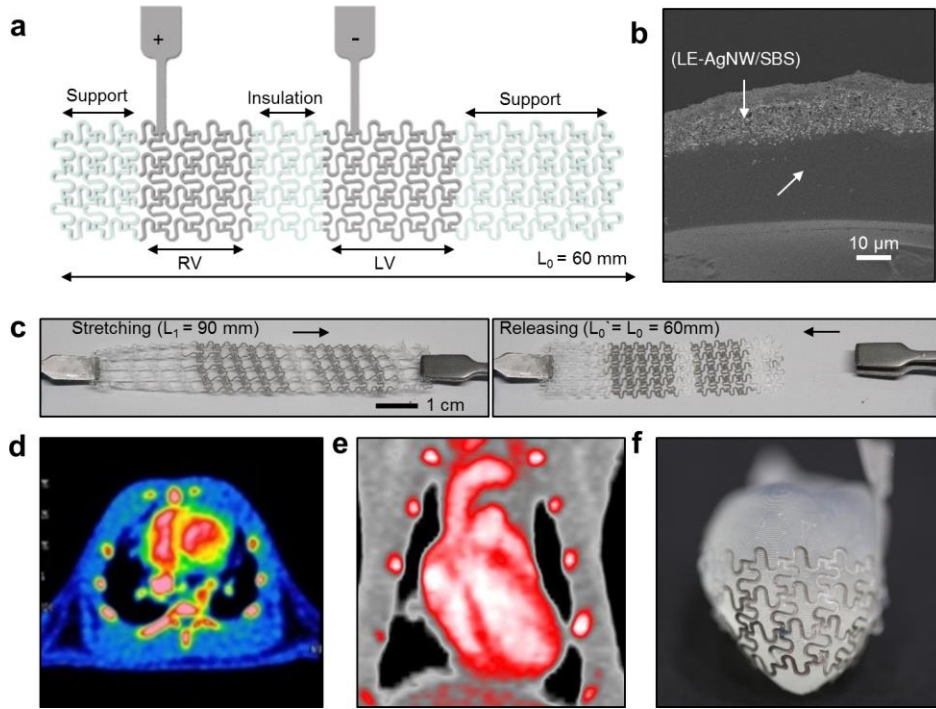 a
+
-
Support
Insulation
Support
RV
LV
L₀ = 60 mm
b
(LE-AgNW/SBS)
10 µm
c
Stretching (L₁ = 90 mm)
1 cm
Releasing (L₀` = L₀ = 60mm)
d
e
f